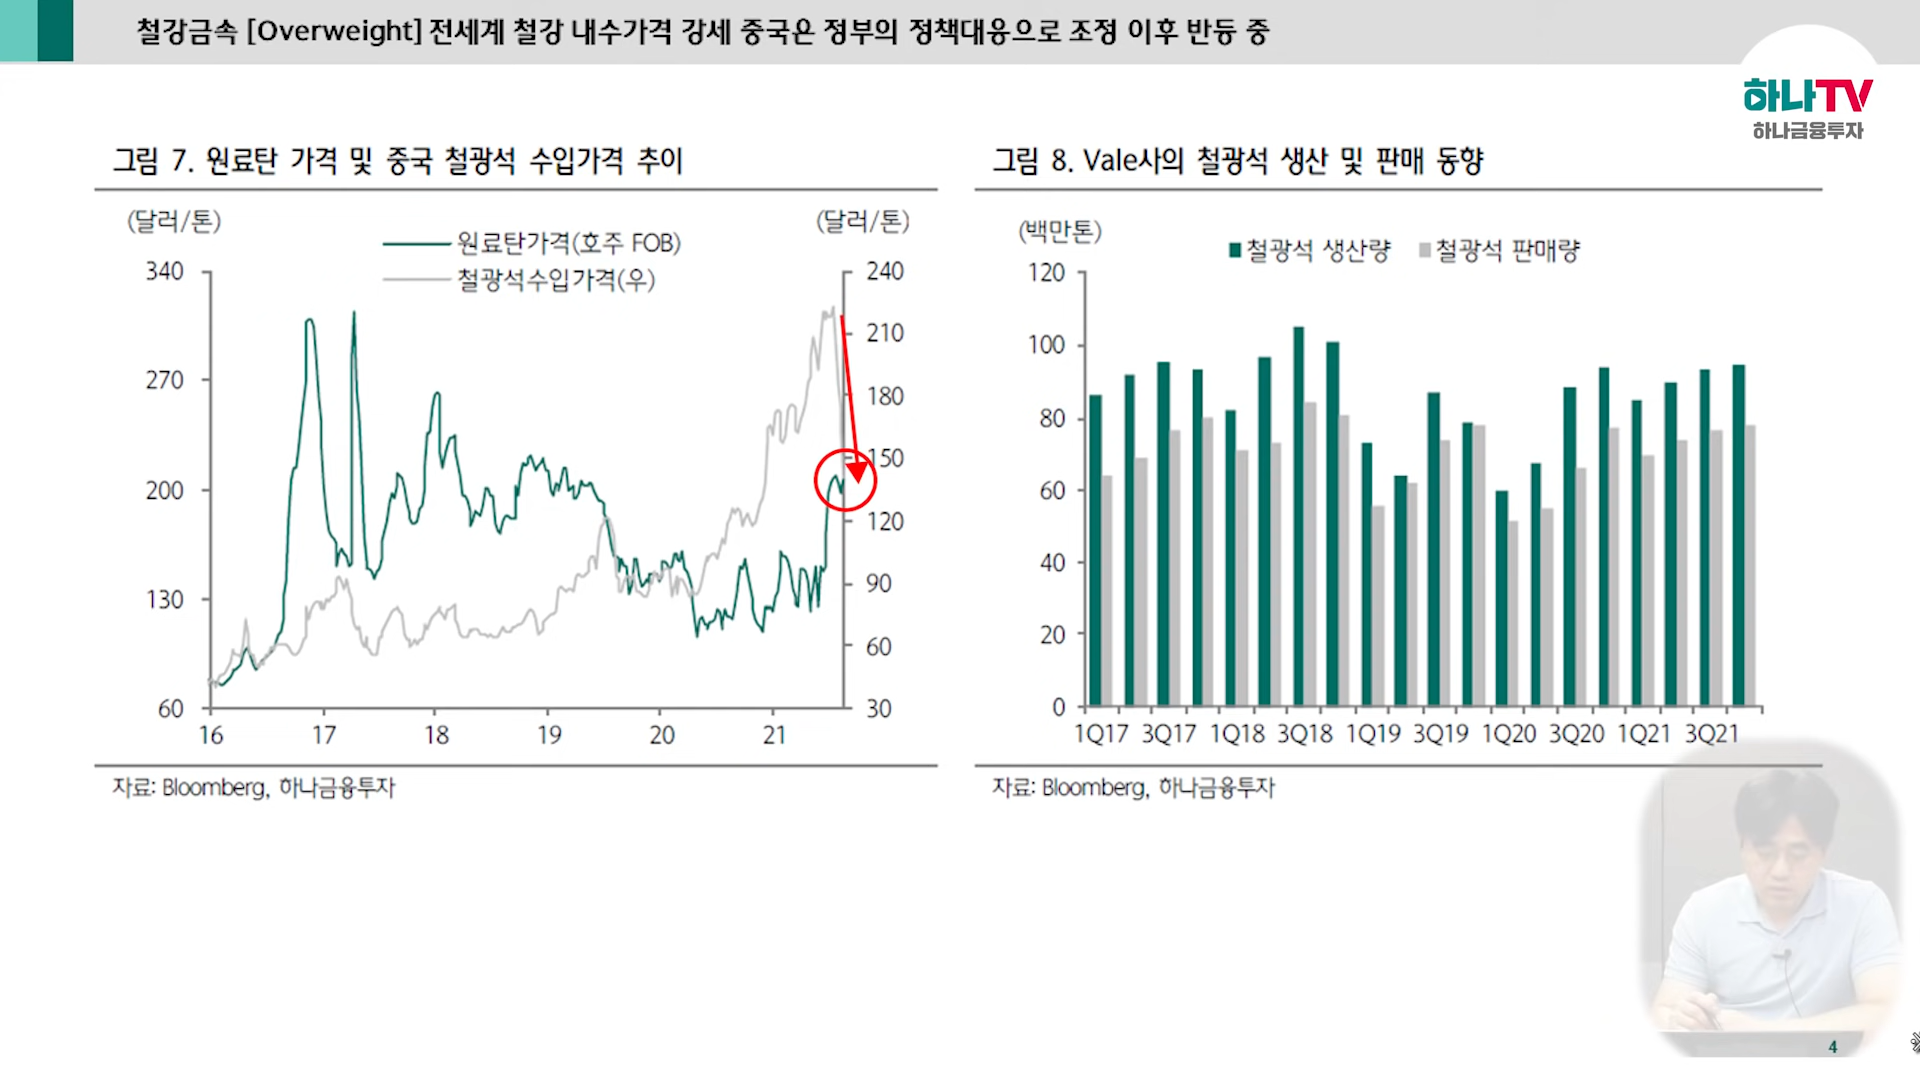 철강금속 [Overweight] 전세계 철강 내수가격 강세 중국은 정부의 정책대응으로 조정 이후 반등 중
하나TV
하나금융투자
그림 7. 원료탄 가격 및 중국 철광석 수입가격 추이
(달러/톤)
(달러/톤)
원료탄가격(호주 FOB)
철광석수입가격(우)
340
270
200
130
60
240
210
180
150
120
90
60
30
16 17 18 19 20 21
자료: Bloomberg, 하나금융투자
그림 8. Vale사의 철광석 생산 및 판매 동향
(백만톤)
철광석 생산량 철광석 판매량
120
100
80
60
40
20
0
1Q17 3Q17 1Q18 3Q18 1Q19 3Q19 1Q20 3Q20 1Q21 3Q21
자료: Bloomberg, 하나금융투자
4